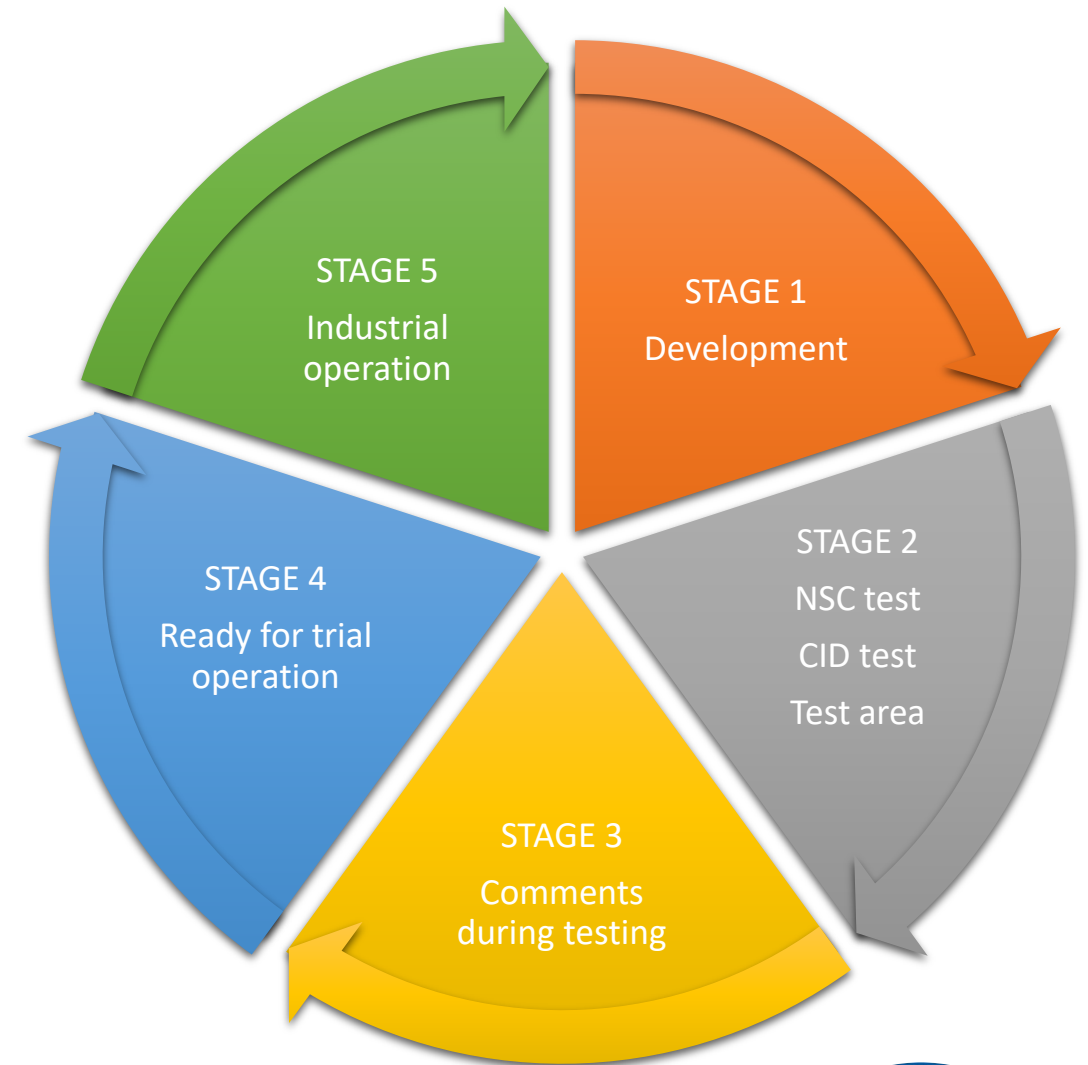 STAGE 1
Development
STAGE 2
NSC test
CID test
Test area
STAGE 3
Comments
during testing
STAGE 4
Ready for trial
operation
STAGE 5
Industrial
operation